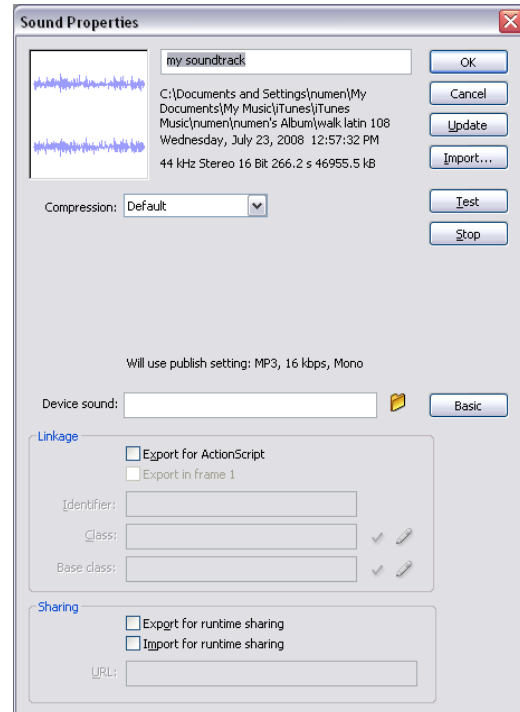 Sound Properties
my soundtrack
OK
C:\Documents and Settings\numen\My
Documents\My Music\iTunes\iTunes
Music\numen\numen's Album\walk latin 108
Wednesday, July 23, 2008 12:57:32 PM
44 kHz Stereo 16 Bit 266.2 s 46955.5 kB
Cancel
Update
Import...
Compression: Default
Test
Stop
Will use publish setting: MP3, 16 kbps, Mono
Device sound:
Basic
Linkage
Export for ActionScript
Export in frame 1
Identifier:
Class:
Base class:
Sharing
Export for runtime sharing
Import for runtime sharing
URL: